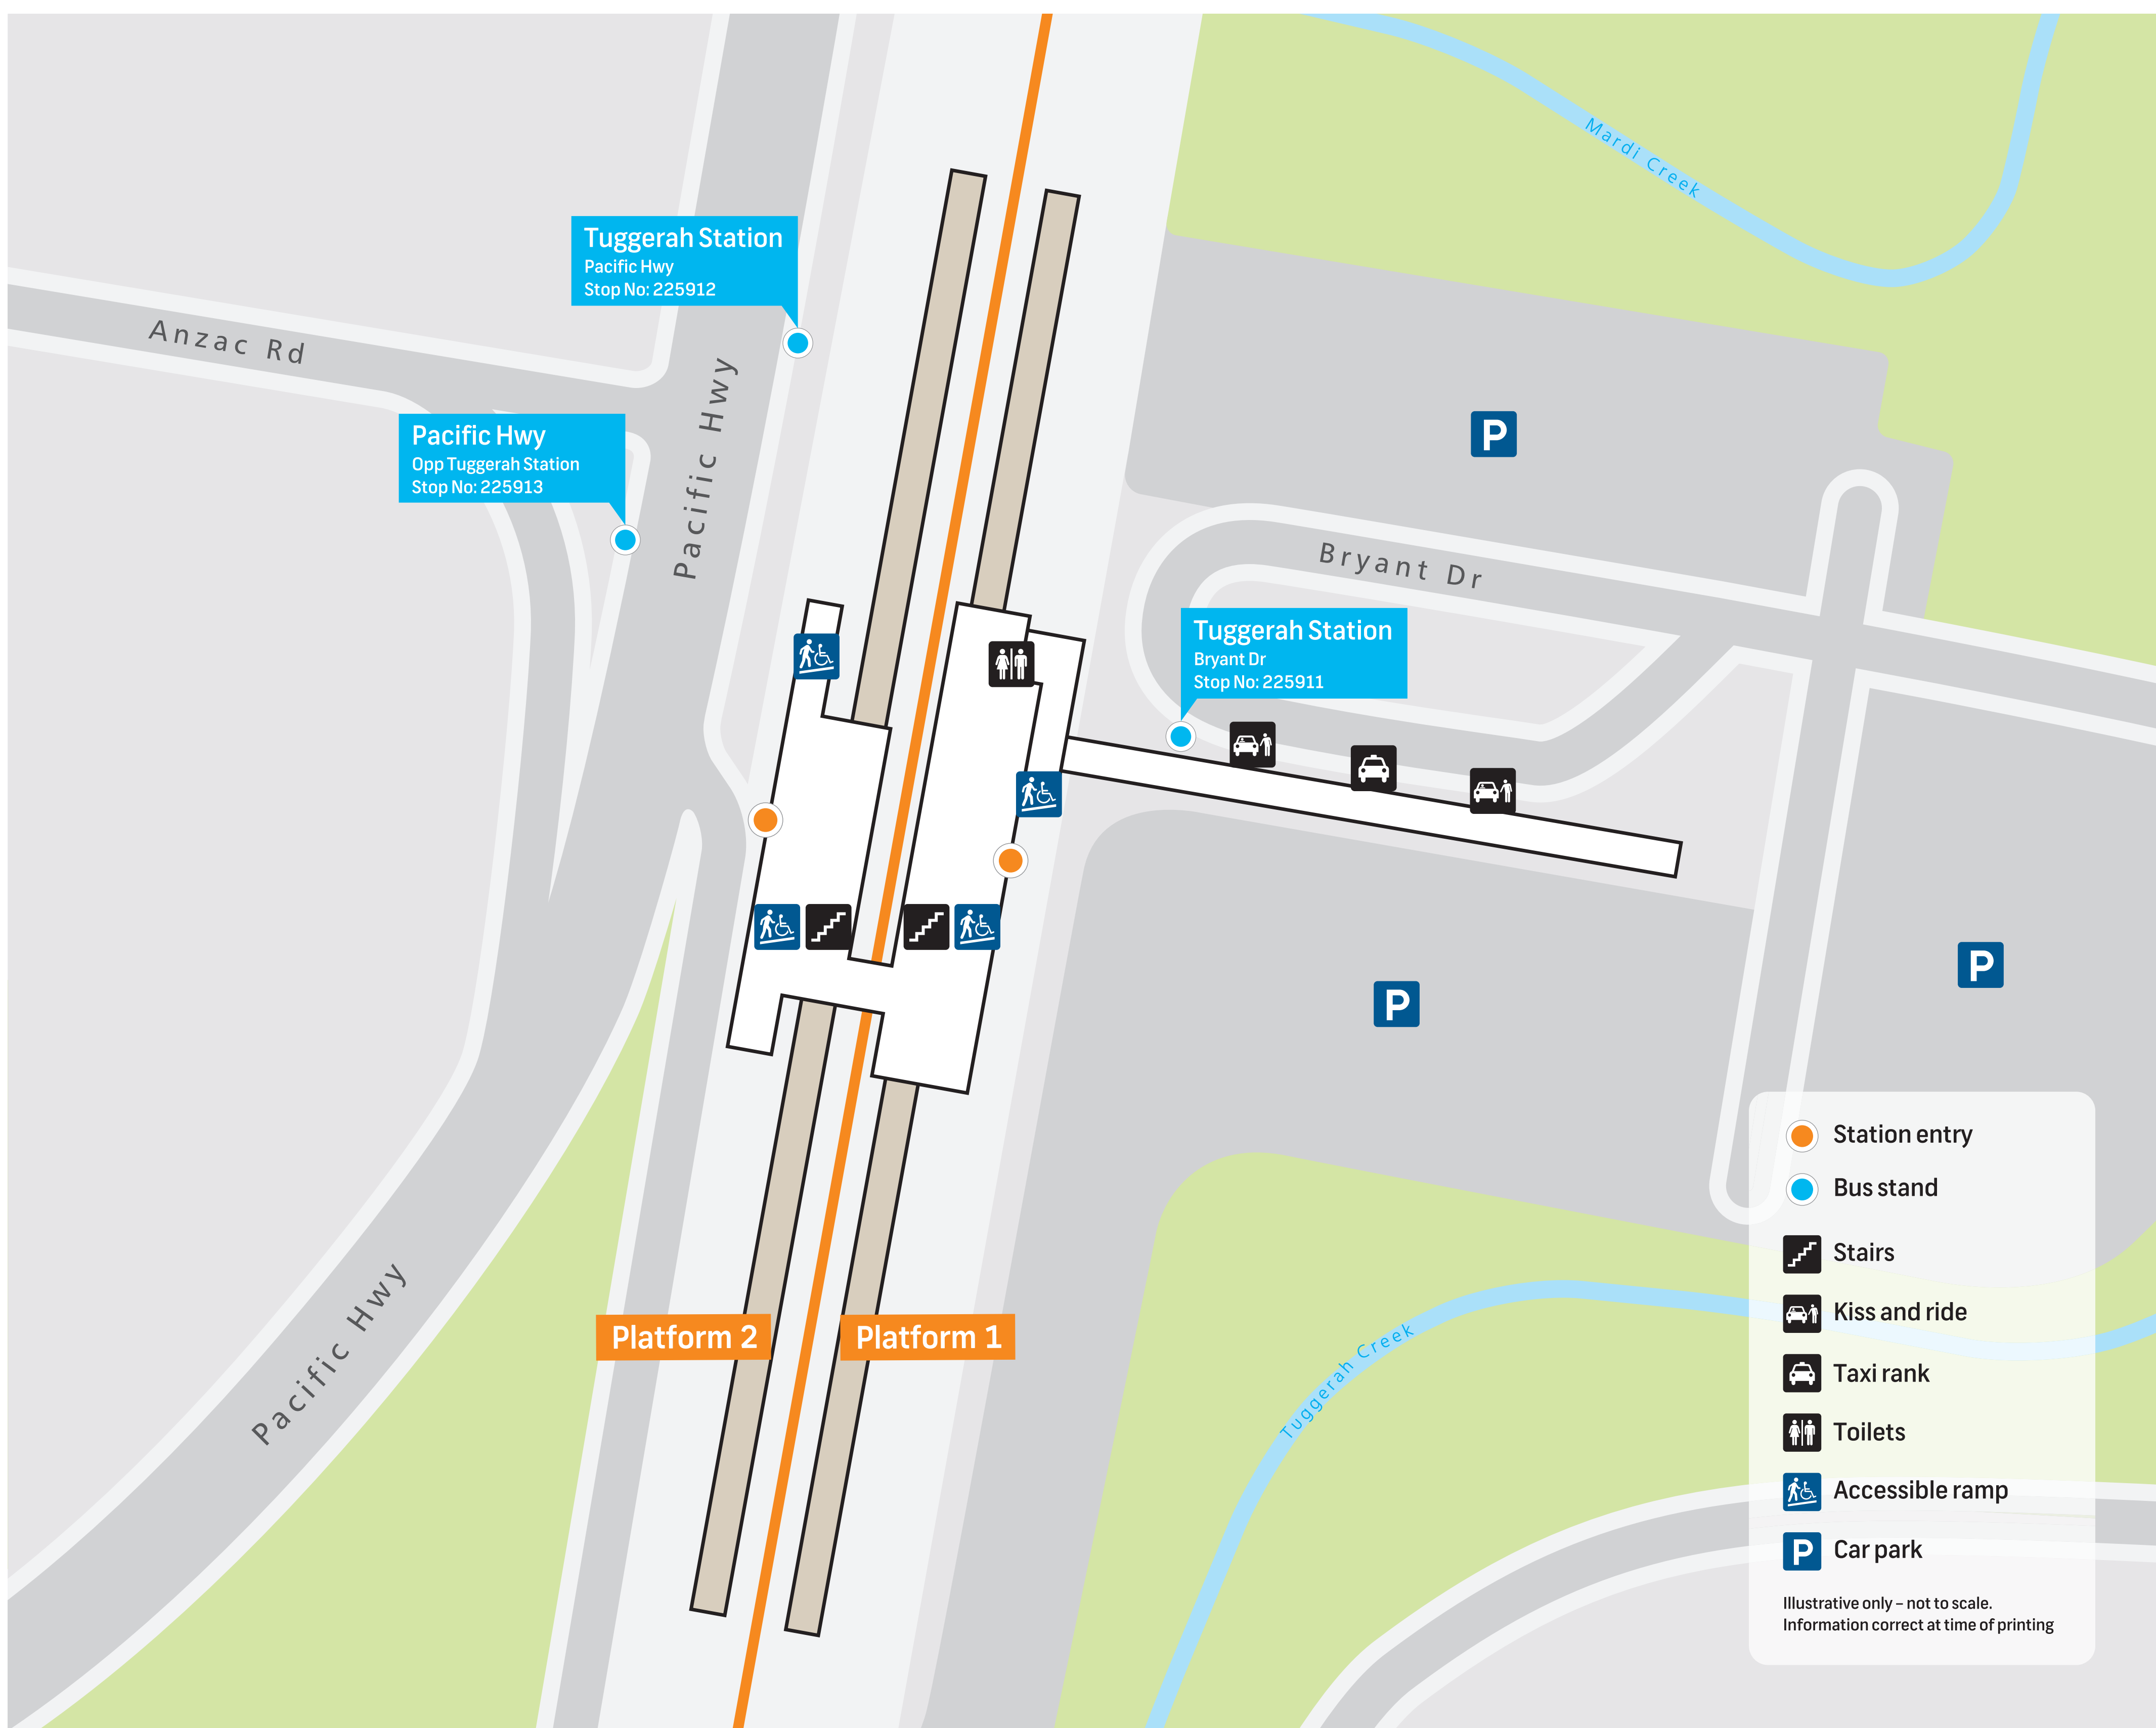 Mardi Creek
Tuggerah Station
Pacific Hwy
Stop No: 225912
Anzac Rd
Pacific Hwy
Pacific Hwy
Opp Tuggerah Station
Stop No: 225913
P
Bryant Dr
Tuggerah Station
Bryant Dr
Stop No: 225911
P
P
Platform 2
Platform 1
Pacific Hwy
Tuggerah Creek
Station entry
Bus stand
Stairs
Kiss and ride
Taxi rank
Toilets
Accessible ramp
P Car park
Illustrative only – not to scale.
Information correct at time of printing